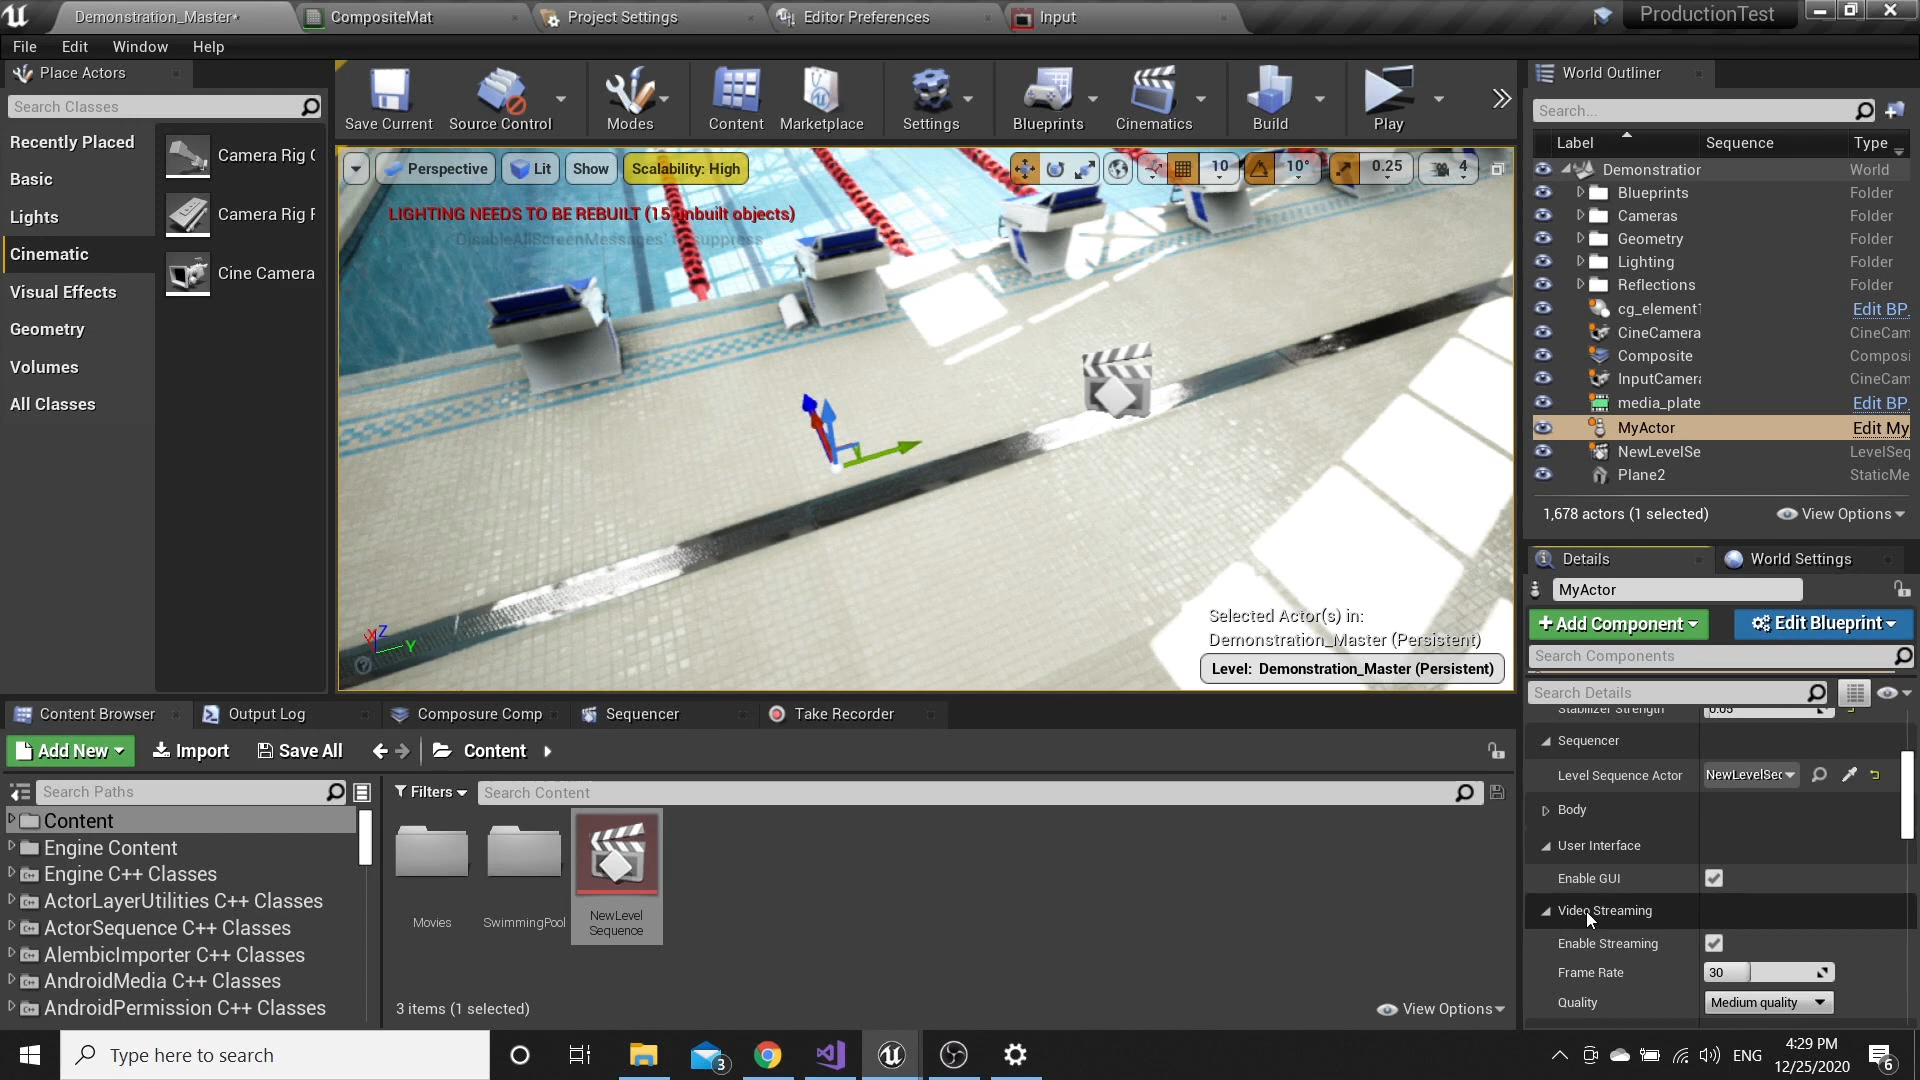 Demonstration_Master*
CompositeMat
Project Settings
Editor Preferences
Input
ProductionTest
File
Edit
Window
Help
Place Actors
Search Classes
Recently Placed
Basic
Lights
Cinematic
Visual Effects
Geometry
Volumes
All Classes
Camera Rig
Camera Rig
Cine Camera
Save Current
Source Control
Modes
Content
Marketplace
Settings
Blueprints
Cinematics
Build
Play
Perspective
Lit
Show
Scalability: High
10
10°
0.25
4
LIGHTING NEEDS TO BE REBUILT (15 unbuilt objects)
'DisableAllScreenMessages' to suppress
X
Z
Y
Selected Actor(s) in:
Demonstration_Master (Persistent)
Level: Demonstration_Master (Persistent)
World Outliner
Search...
Label
Sequence
Type
Demonstration
World
Blueprints
Folder
Cameras
Folder
Geometry
Folder
Lighting
Folder
Reflections
Folder
cg_element1
Edit BP
CineCamera
CineCam
Composite
Composi
InputCamera
CineCam
media_plate
Edit BP
MyActor
Edit My
NewLevelSe
LevelSeq
Plane2
StaticMe
1,678 actors (1 selected)
View Options
Details
World Settings
MyActor
+Add Component
Edit Blueprint
Search Components
Search Details
Stabilizer Strength
0.05
Sequencer
Level Sequence Actor
NewLevelSec
Body
User Interface
Enable GUI
Video Streaming
Enable Streaming
Frame Rate
30
Quality
Medium quality
Content Browser
Output Log
Composure Comp
Sequencer
Take Recorder
Add New
Import
Save All
Content
Search Paths
Filters
Search Content
Content
Engine Content
Engine C++ Classes
ActorLayerUtilities C++ Classes
ActorSequence C++ Classes
AlembicImporter C++ Classes
AndroidMedia C++ Classes
AndroidPermission C++ Classes
Movies
SwimmingPool
NewLevel
Sequence
3 items (1 selected)
View Options
Type here to search
3
ENG
4:29 PM
12/25/2020
6